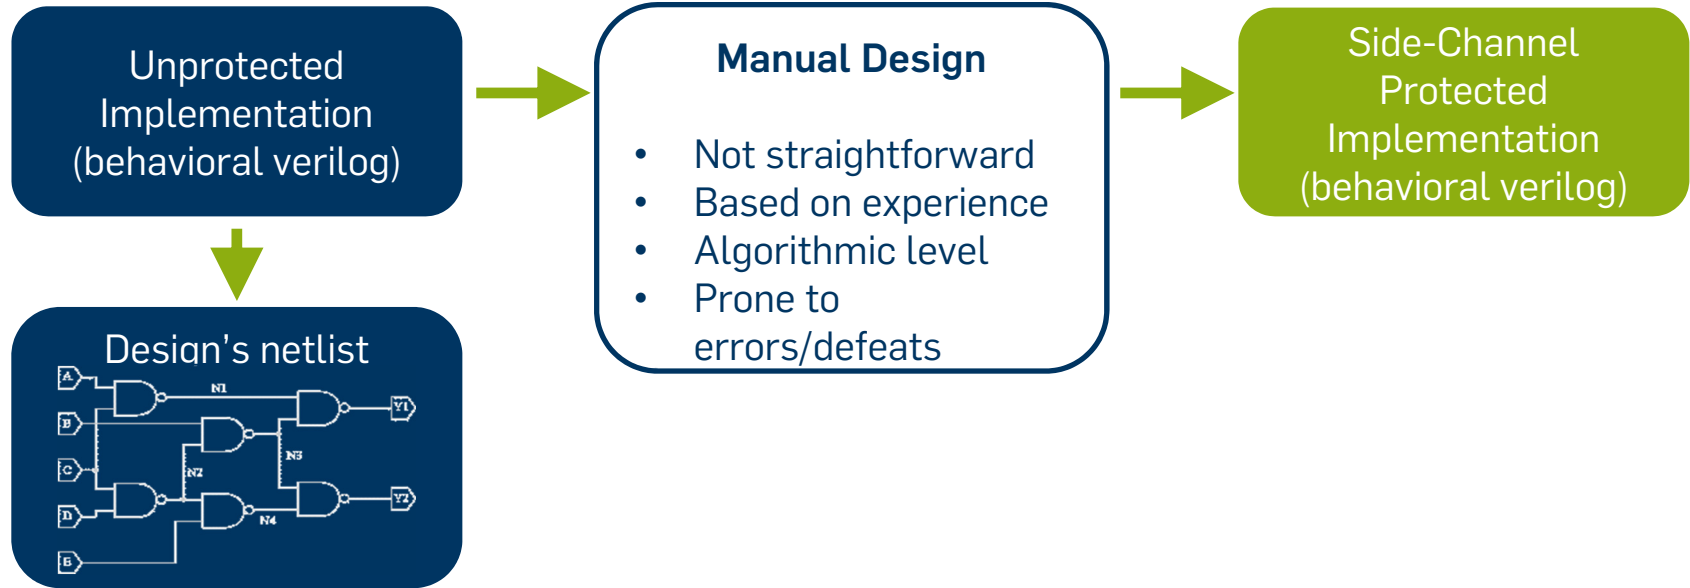 Unprotected
Implementation
(behavioral verilog)
Manual Design
• Not straightforward
• Based on experience
• Algorithmic level
• Prone to
errors/defeats
Side-Channel
Protected
Implementation
(behavioral verilog)
Design's netlist
A
N1
Y1
B
N3
C
N2
Y2
D
N4
E